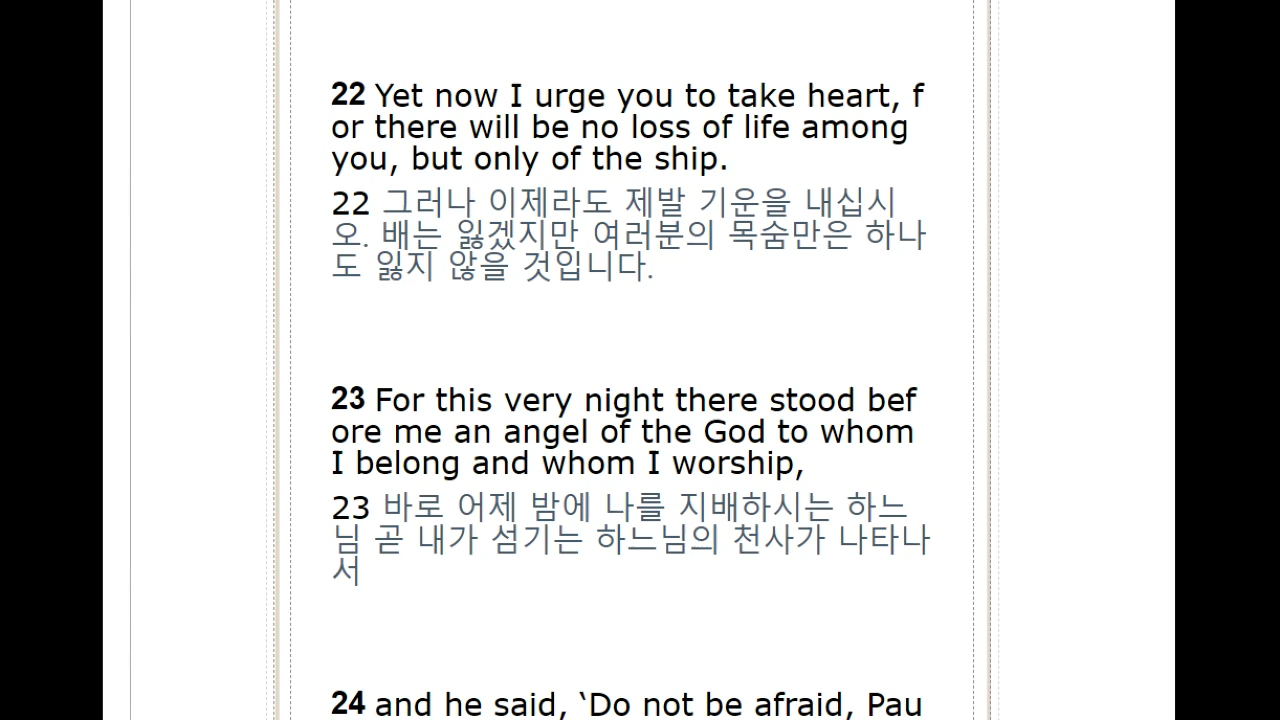 22 Yet now I urge you to take heart, f
or there will be no loss of life among
you, but only of the ship.
22 그러나 이제라도 제발 기운을 내십시
오. 배는 잃겠지만 여러분의 목숨만은 하나
도 잃지 않을 것입니다.
23 For this very night there stood bef
ore me an angel of the God to whom
I belong and whom I worship,
23 바로 어제 밤에 나를 지배하시는 하느
님 곧 내가 섬기는 하느님의 천사가 나타나
서
24 and he said, ‘Do not be afraid, Pau